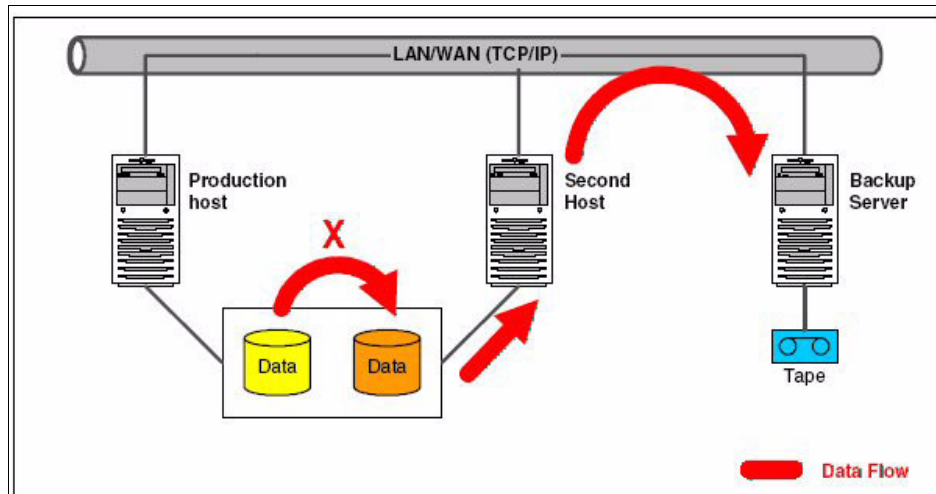 LAN/WAN (TCP/IP)
Production
host
Second
Host
Backup
Server
X
Data
Data
Tape
Data Flow